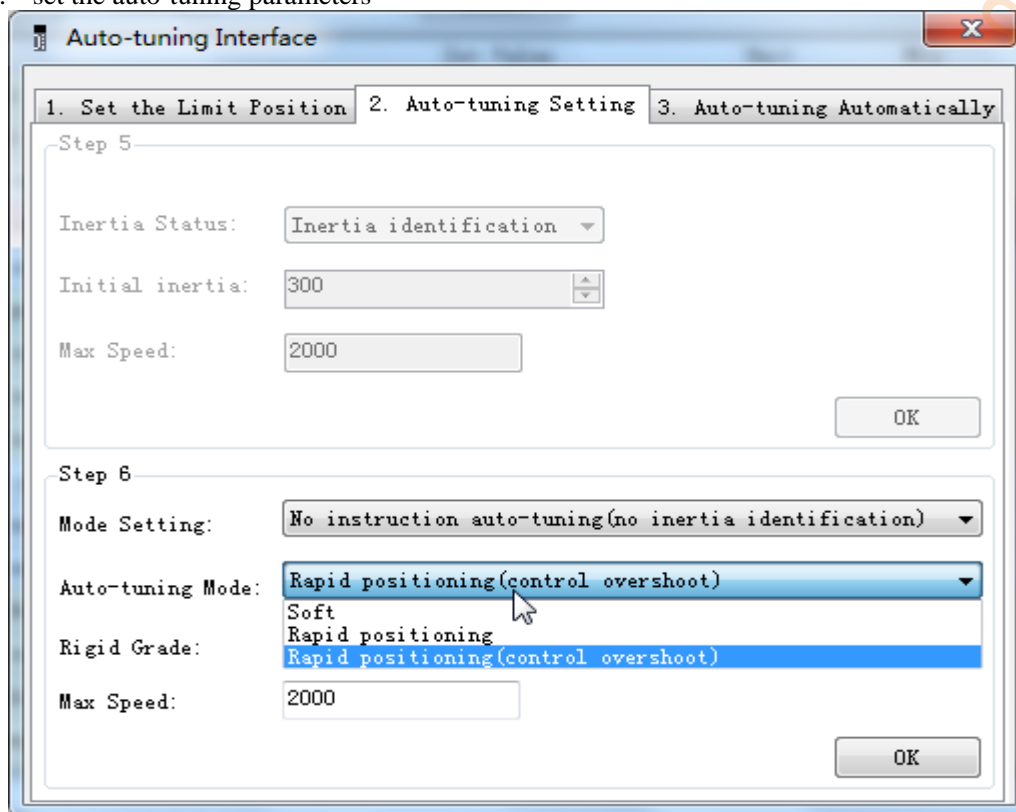 set the auto-tuning parameters
Auto-tuning Interface
1. Set the Limit Position 2. Auto-tuning Setting 3. Auto-tuning Automatically
Step 5
Inertia Status: Inertia identification
Initial inertia: 300
Max Speed: 2000
OK
Step 6
Mode Setting: No instruction auto-tuning(no inertia identification)
Auto-tuning Mode: Rapid positioning(control overshoot)
Soft
Rapid positioning
Rigid Grade:
Rapid positioning(control overshoot)
Max Speed: 2000
OK